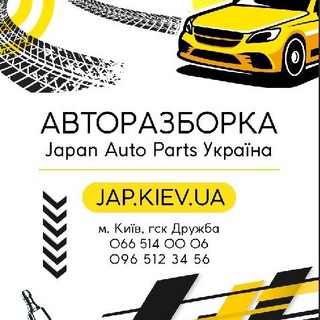 АВТОРАЗБОРКА
Japan Auto Parts Україна
JAP.KIEV.UA
м. Київ, гск Дружба
066 514 00 06
096 512 34 56